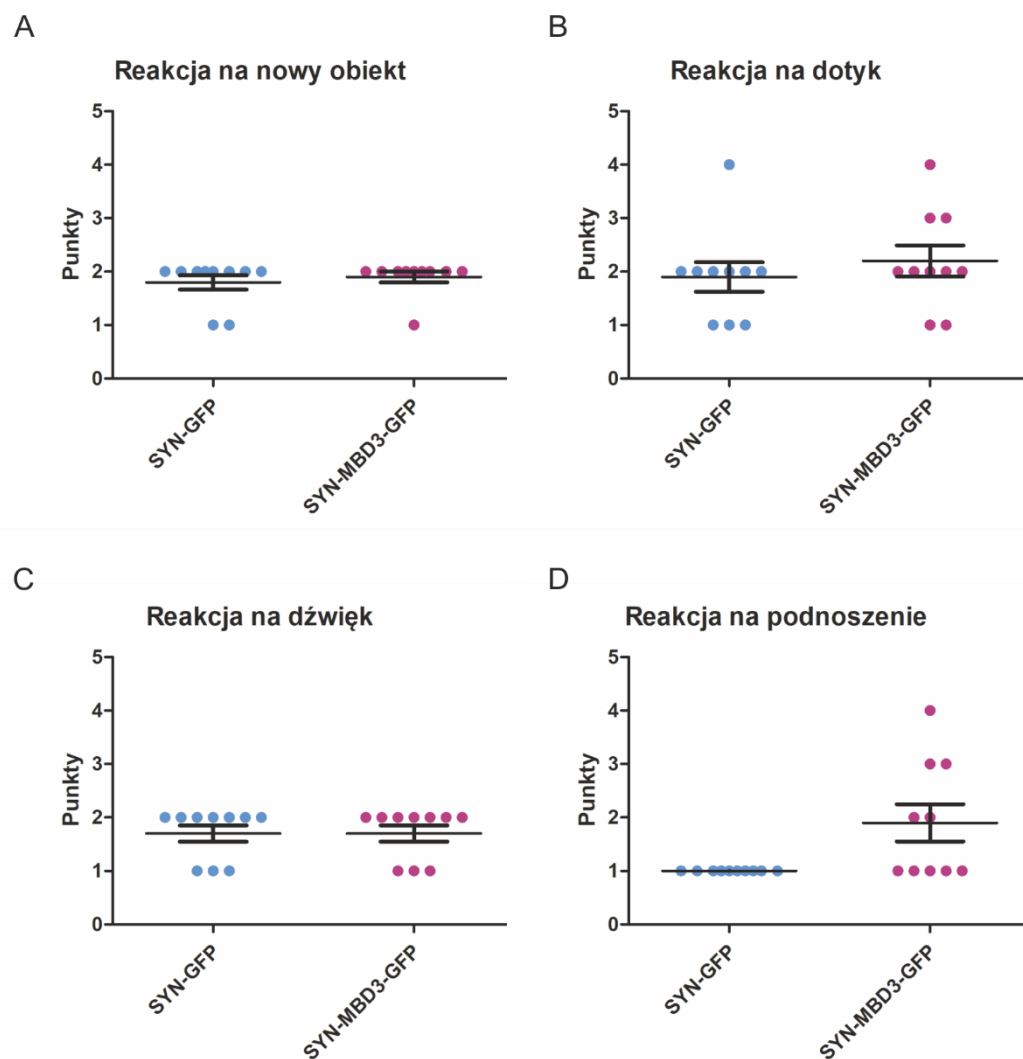 A
Reakcja na nowy obiekt
5
4
3
2
1
0
Punkty
SYN-GFP
SYN-MBD3-GFP
B
Reakcja na dotyk
5
4
3
2
1
0
Punkty
SYN-GFP
SYN-MBD3-GFP
C
Reakcja na dźwięk
5
4
3
2
1
0
Punkty
SYN-GFP
SYN-MBD3-GFP
D
Reakcja na podnoszenie
5
4
3
2
1
0
Punkty
SYN-GFP
SYN-MBD3-GFP